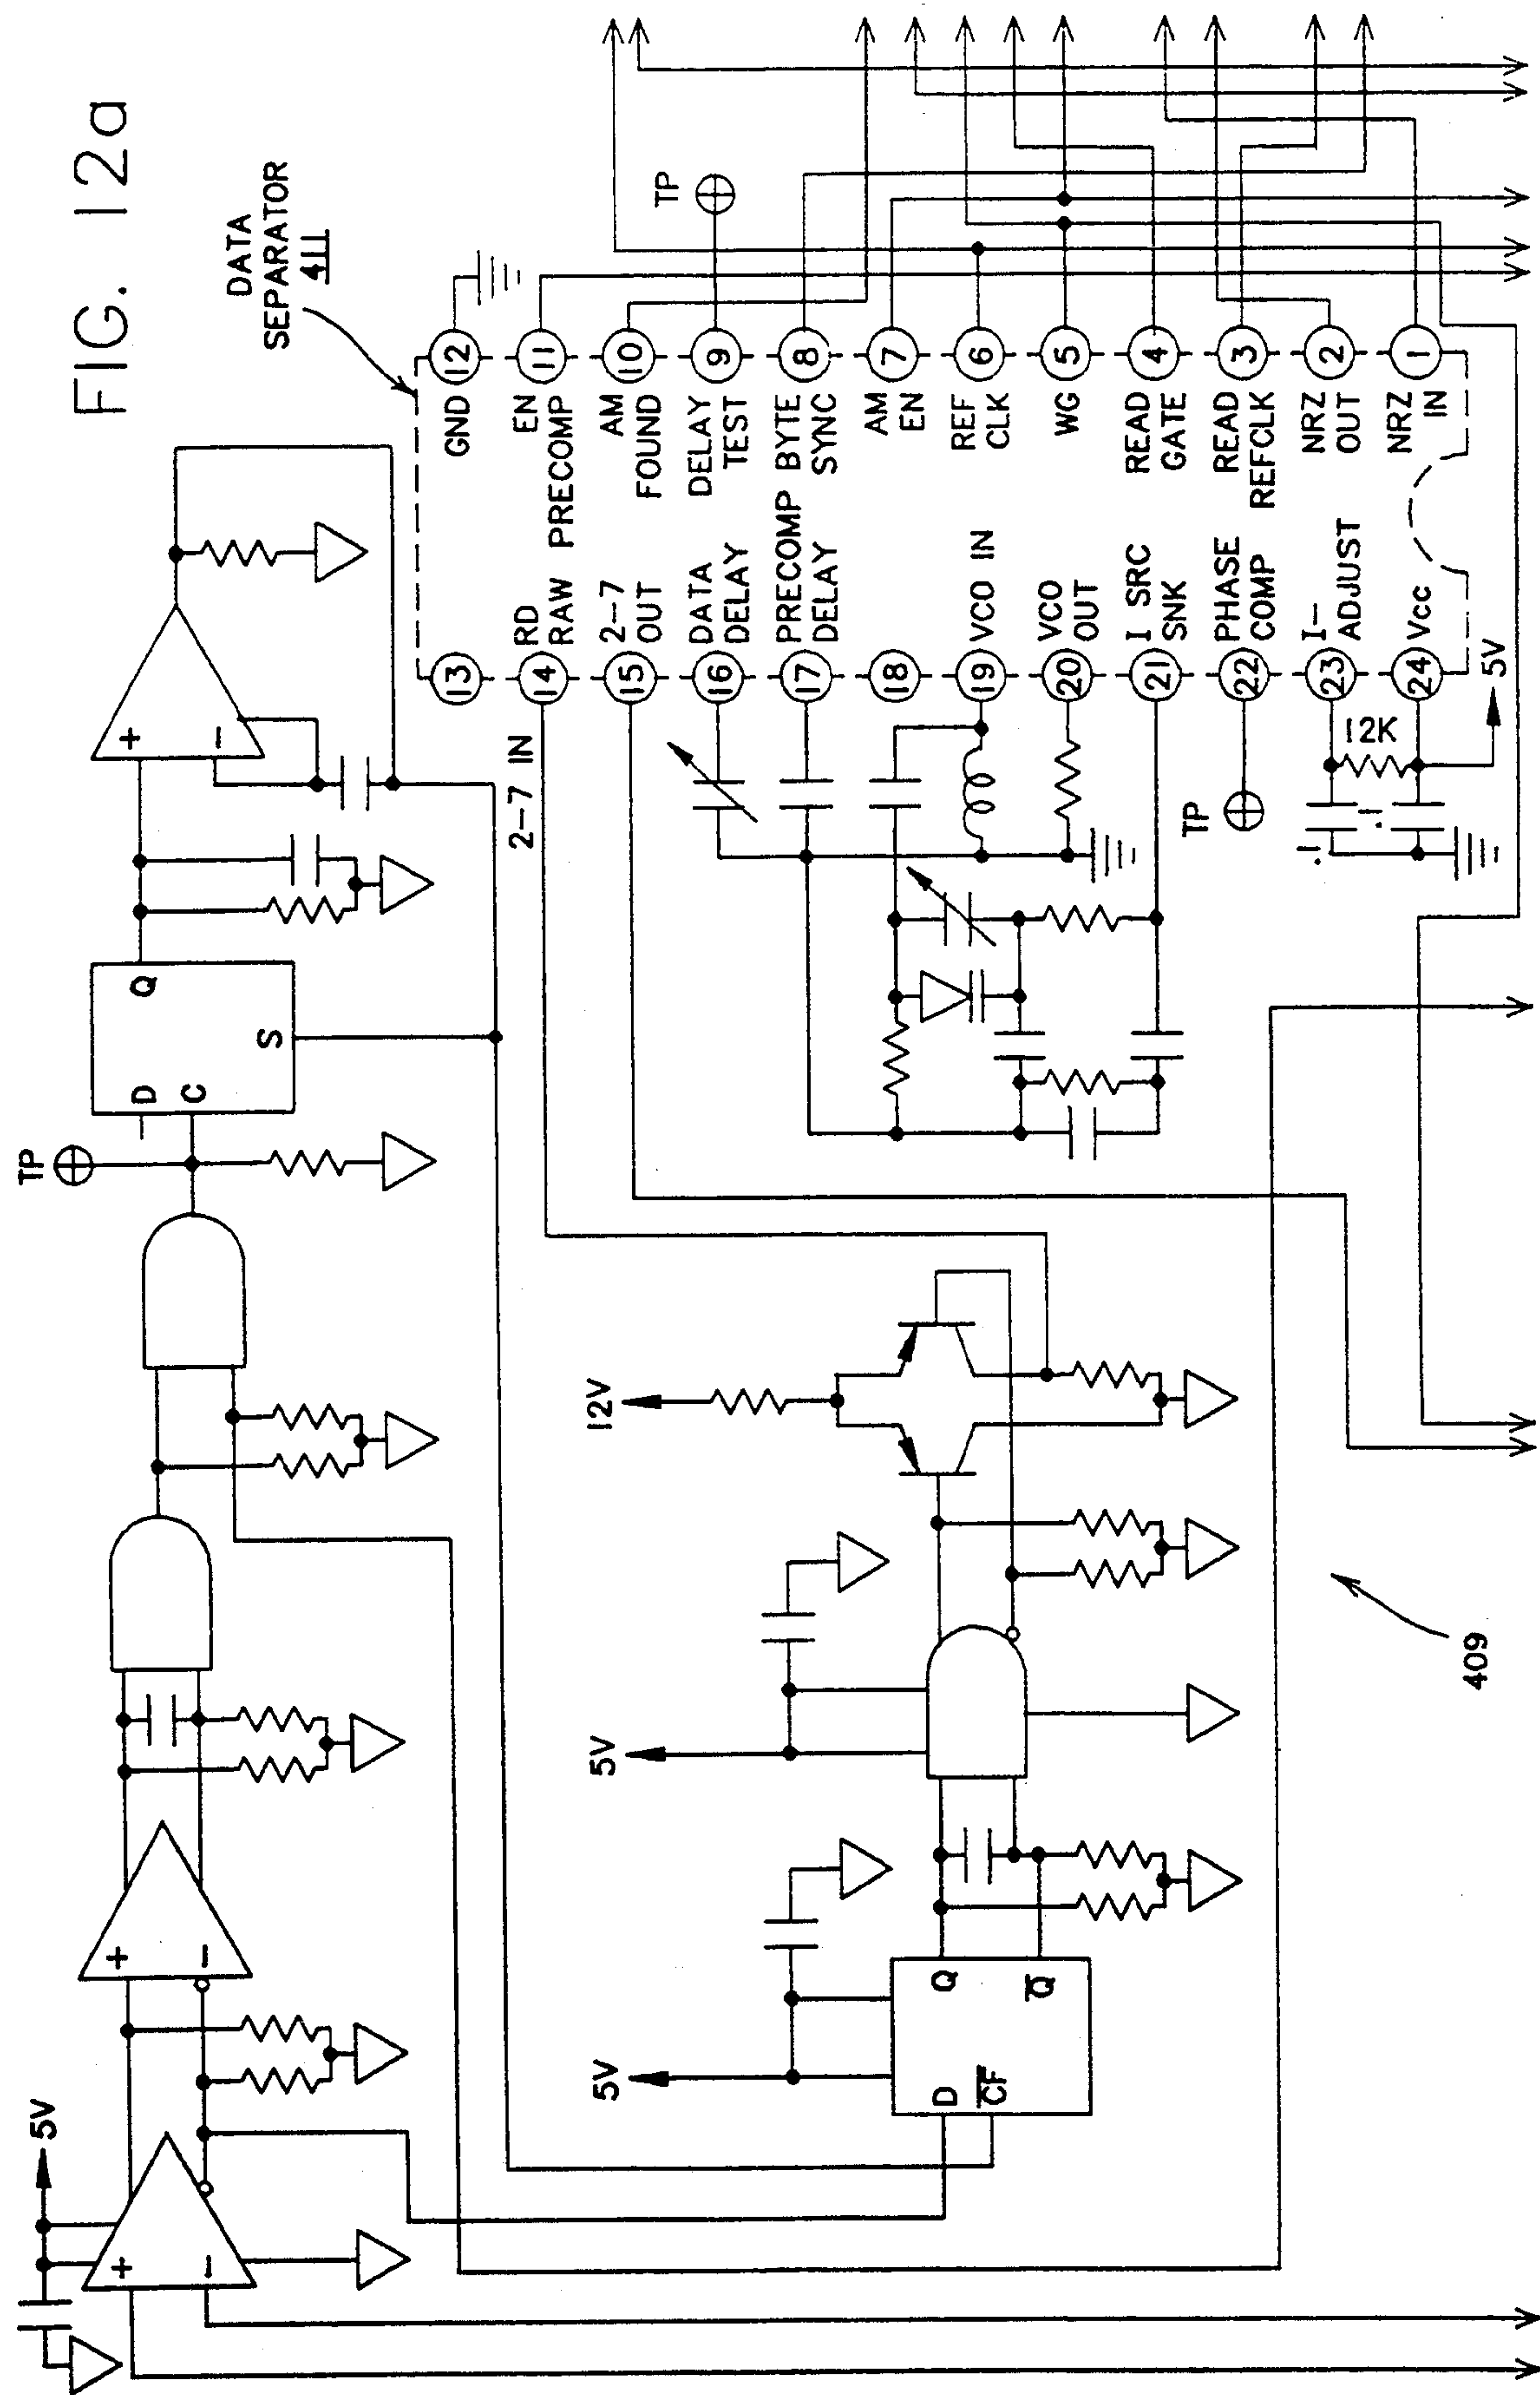 FIG. 12a
DATA
SEPARATOR
411
5V
+
−
+
−
TP
D
C
Q
S
+
−
12
GND
11
EN
PRECOMP
10
AM
FOUND
9
DELAY
TEST
TP
8
BYTE
SYNC
7
AM
EN
6
REF
CLK
5
WG
4
READ
GATE
3
READ
REFCLK
2
NRZ
OUT
1
NRZ
IN
13
14
RD
RAW
2-7 IN
15
2-7
OUT
16
DATA
DELAY
17
PRECOMP
DELAY
18
19
VCO IN
20
VCO
OUT
21
I SRC
SNK
22
PHASE
COMP
TP
23
I-
ADJUST
24
Vcc
12K
.1
.1
5V
5V
D
CF
Q
Q
5V
12V
409